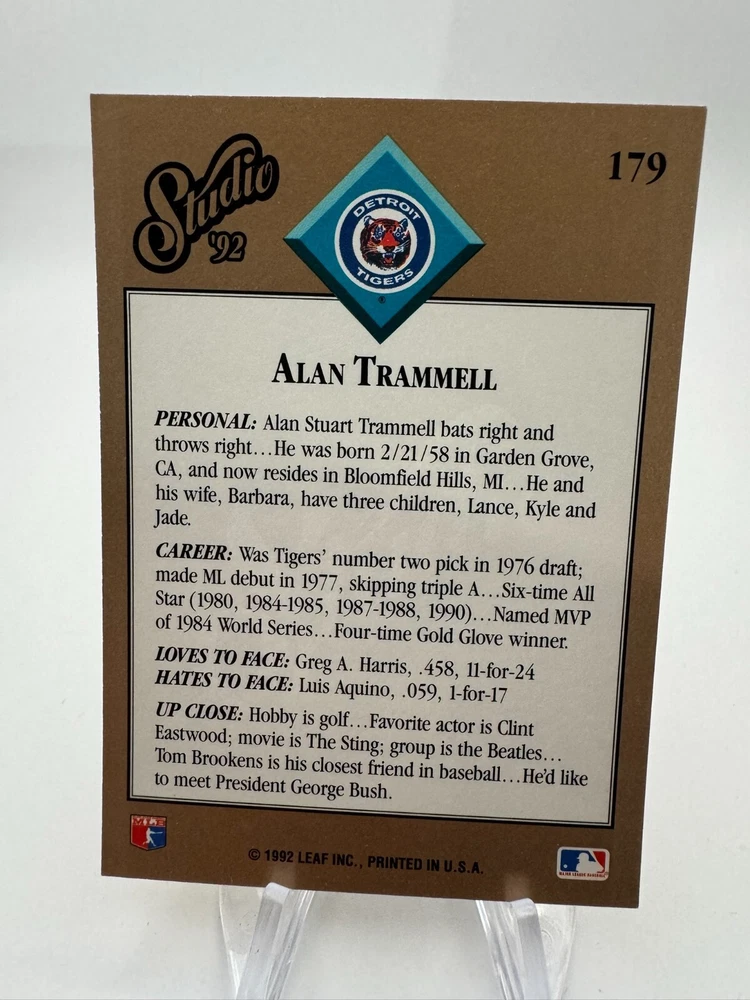 Studio
'92
179
DETROIT
TIGERS
®
ALAN TRAMMELL
PERSONAL: Alan Stuart Trammell bats right and
throws right...He was born 2/21/58 in Garden Grove,
CA, and now resides in Bloomfield Hills, MI...He and
his wife, Barbara, have three children, Lance, Kyle and
Jade.
CAREER: Was Tigers' number two pick in 1976 draft;
made ML debut in 1977, skipping triple A...Six-time All
Star (1980, 1984-1985, 1987-1988, 1990)...Named MVP
of 1984 World Series...Four-time Gold Glove winner.
LOVES TO FACE: Greg A. Harris, .458, 11-for-24
HATES TO FACE: Luis Aquino, .059, 1-for-17
UP CLOSE: Hobby is golf...Favorite actor is Clint
Eastwood; movie is The Sting; group is the Beatles...
Tom Brookens is his closest friend in baseball...He'd like
to meet President George Bush.
MLB
© 1992 LEAF INC., PRINTED IN U.S.A.
MAJOR LEAGUE BASEBALL